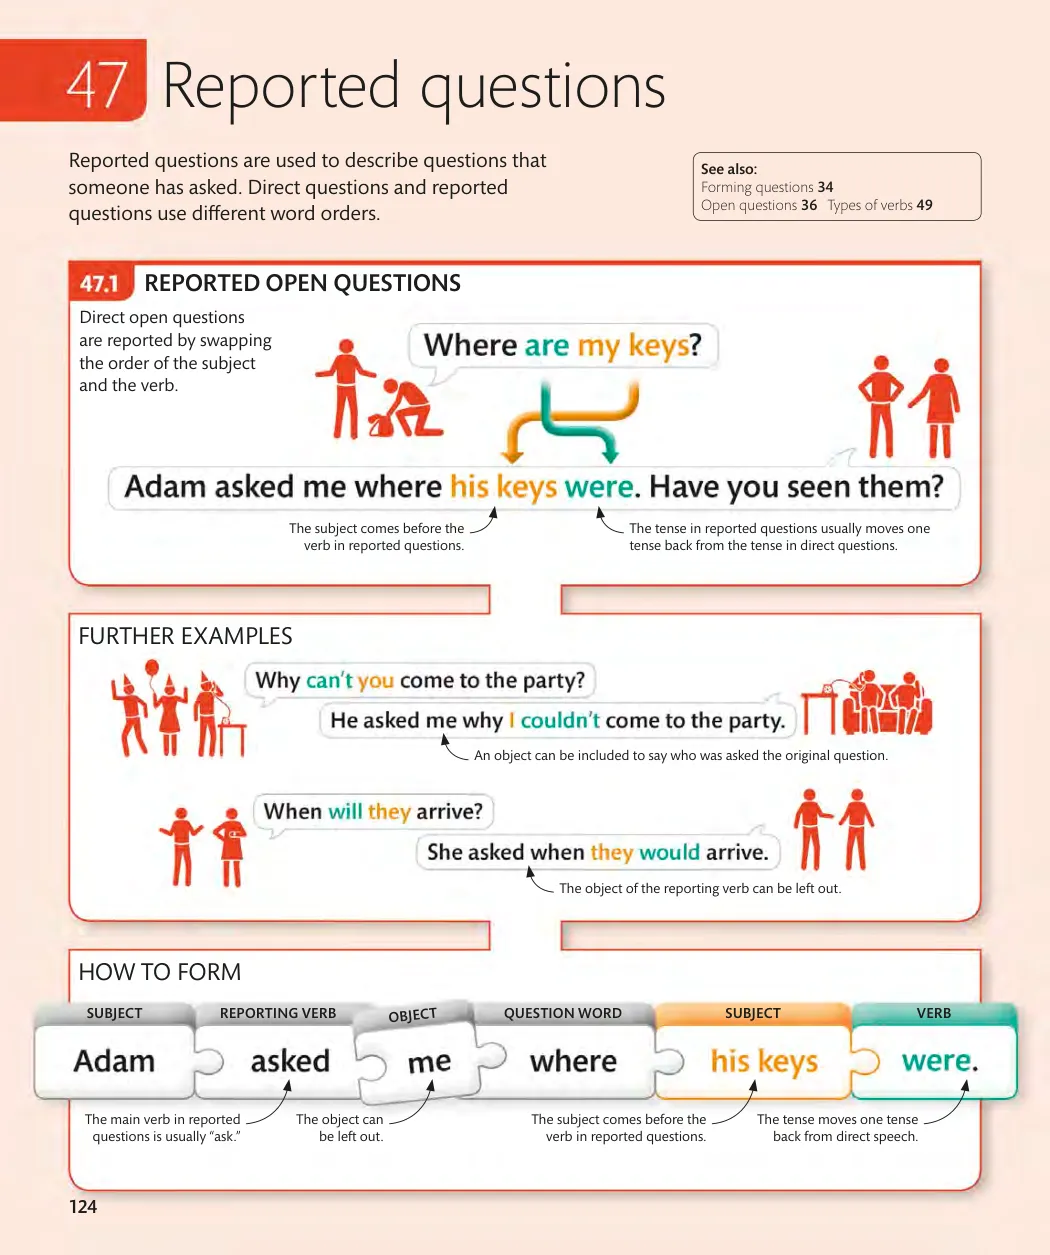 47 Reported questions
Reported questions are used to describe questions that
someone has asked. Direct questions and reported
questions use different word orders.
See also:
Forming questions 34
Open questions 36 Types of verbs 49
47.1 REPORTED OPEN QUESTIONS
Direct open questions
are reported by swapping
the order of the subject
and the verb.
Where are my keys?
Adam asked me where his keys were. Have you seen them?
The subject comes before the
verb in reported questions.
The tense in reported questions usually moves one
tense back from the tense in direct questions.
FURTHER EXAMPLES
Why can't you come to the party?
He asked me why I couldn't come to the party.
An object can be included to say who was asked the original question.
When will they arrive?
She asked when they would arrive.
The object of the reporting verb can be left out.
HOW TO FORM
SUBJECT REPORTING VERB OBJECT QUESTION WORD SUBJECT VERB
Adam asked me where his keys were.
The main verb in reported
questions is usually “ask.”
The object can
be left out.
The subject comes before the
verb in reported questions.
The tense moves one tense
back from direct speech.
124